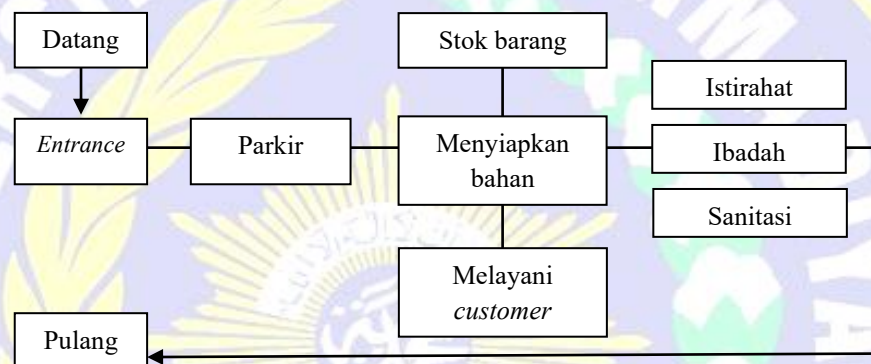 Datang
Stok barang
Istirahat
Entrance
Parkir
Menyiapkan
bahan
Ibadah
Sanitasi
Melayani
customer
Pulang